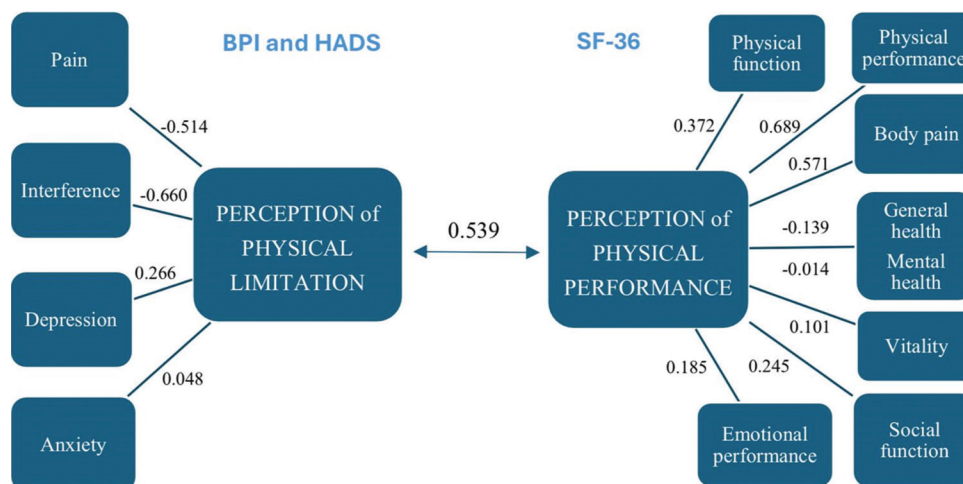 BPI and HADS
SF-36
Pain
Interference
Depression
Anxiety
-0.514
-0.660
0.266
0.048
PERCEPTION of
PHYSICAL
LIMITATION
0.539
PERCEPTION of
PHYSICAL
PERFORMANCE
Physical
function
Physical
performance
Body pain
General
health
Mental
health
Vitality
Social
function
Emotional
performance
0.372
0.689
0.571
-0.139
-0.014
0.101
0.245
0.185